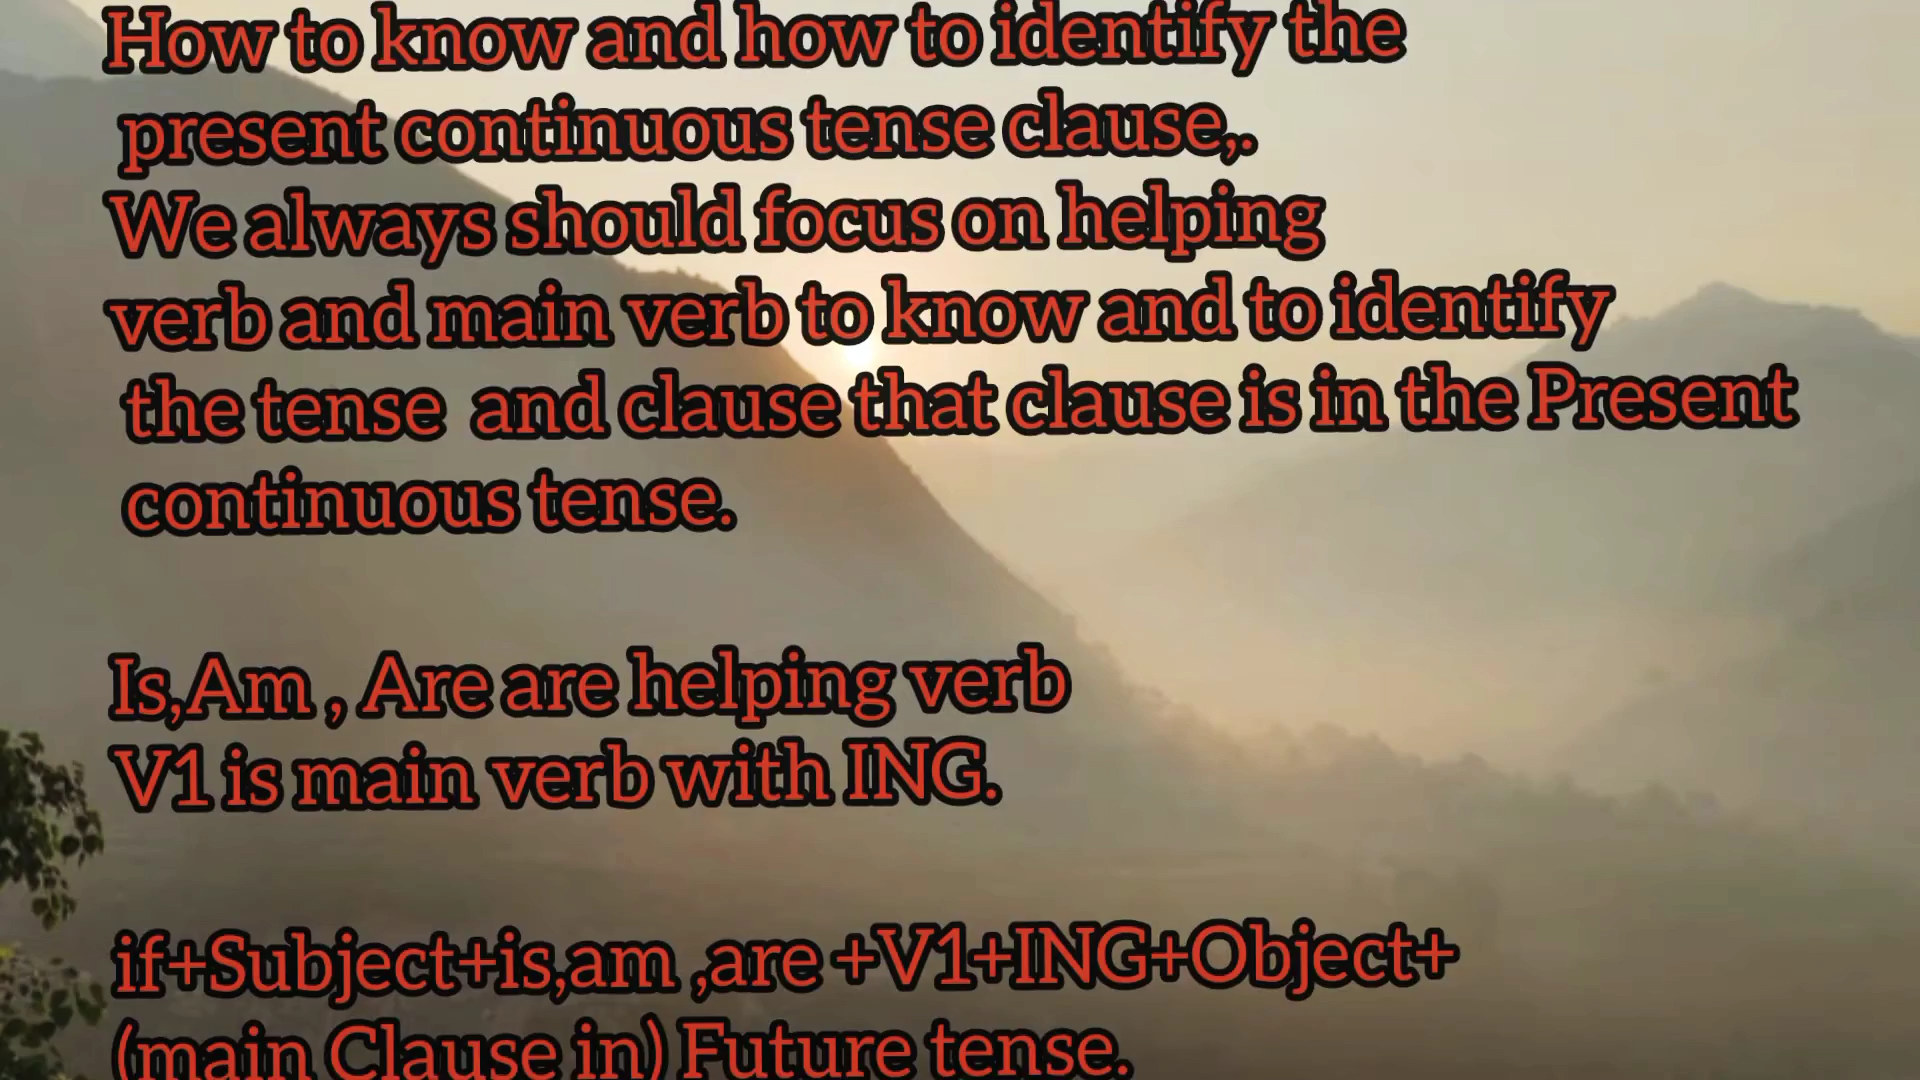 How to know and how to identify the
present continuous tense clause,.
We always should focus on helping
verb and main verb to know and to identify
the tense  and clause that clause is in the Present
continuous tense.
Is,Am , Are are helping verb
V1 is main verb with ING.
if+Subject+is,am ,are +V1+ING+Object+
(main Clause in) Future tense.